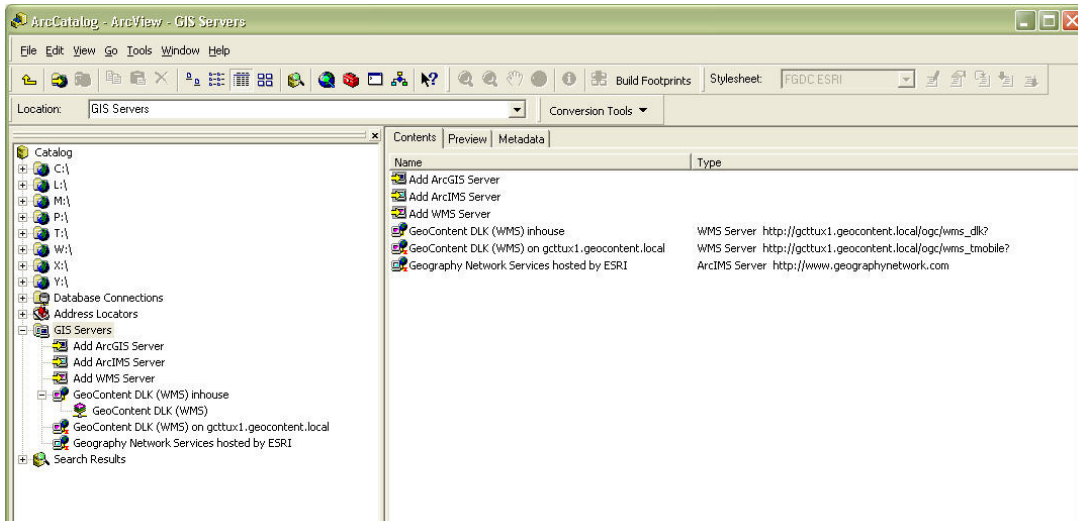 ArcCatalog - ArcView - GIS Servers
File Edit View Go Tools Window Help
Build Footprints Stylesheet: FGDC ESRI
Location: GIS Servers Conversion Tools
Catalog
C:\
L:\
M:\
P:\
T:\
W:\
X:\
Y:\
Database Connections
Address Locators
GIS Servers
Add ArcGIS Server
Add ArcIMS Server
Add WMS Server
GeoContent DLK (WMS) inhouse
GeoContent DLK (WMS)
GeoContent DLK (WMS) on gcttux1.geocontent.local
Geography Network Services hosted by ESRI
Search Results
Contents Preview Metadata
Name Type
Add ArcGIS Server
Add ArcIMS Server
Add WMS Server
GeoContent DLK (WMS) inhouse WMS Server http://gcttux1.geocontent.local/ogc/wms_dlk?
GeoContent DLK (WMS) on gcttux1.geocontent.local WMS Server http://gcttux1.geocontent.local/ogc/wms_tmobile?
Geography Network Services hosted by ESRI ArcIMS Server http://www.geographynetwork.com